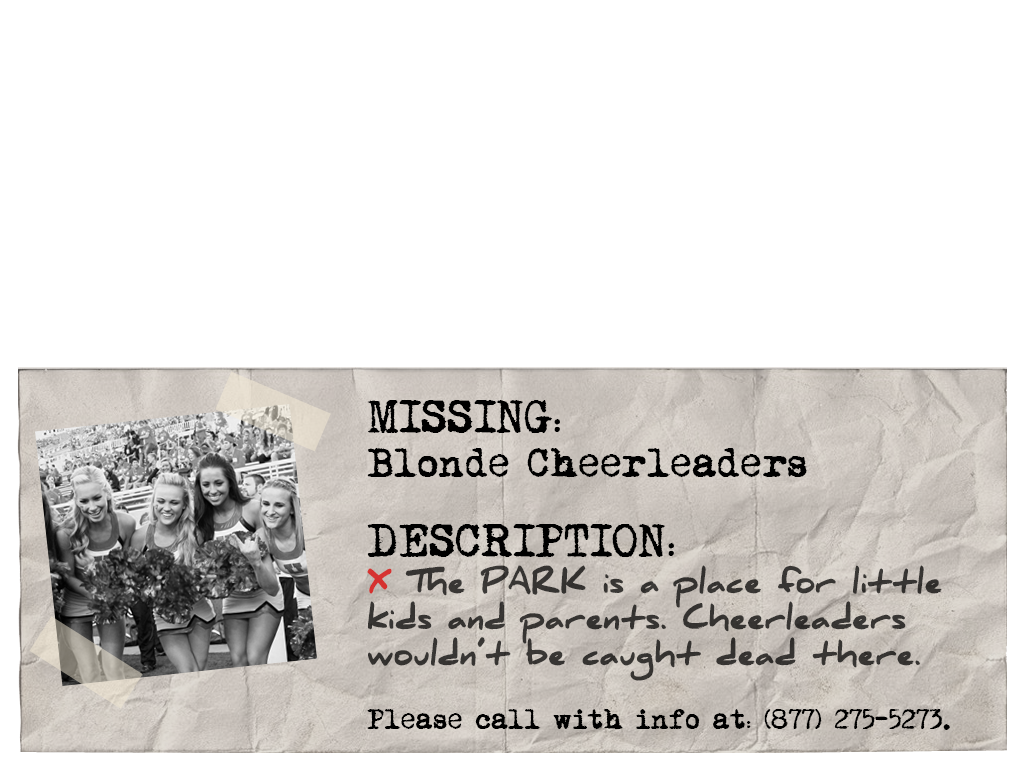 MISSING:
Blonde Cheerleaders
DESCRIPTION:
✗ The PARK is a place for little
kids and parents. Cheerleaders
wouldn't be caught dead there.
Please call with info at: (877) 275-5273.